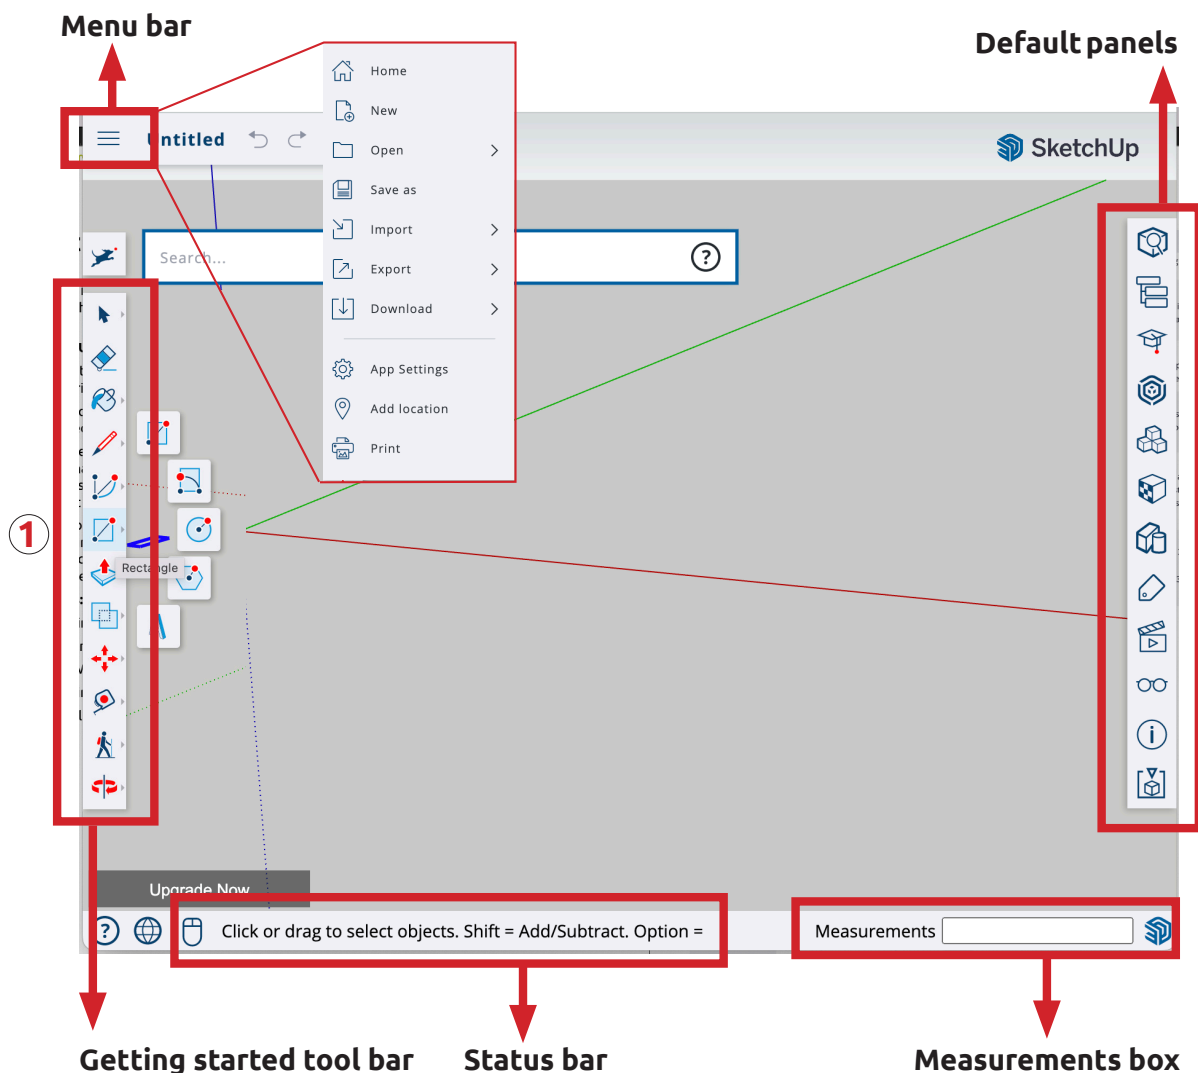 Menu bar
Default panels
Home
New
Untitled
Open
SketchUp
Save as
Import
Search...
?
Export
Download
App Settings
Add location
Print
1
Rectangle
Upgrade Now
?
Click or drag to select objects. Shift = Add/Subtract. Option =
Measurements
Getting started tool bar
Status bar
Measurements box